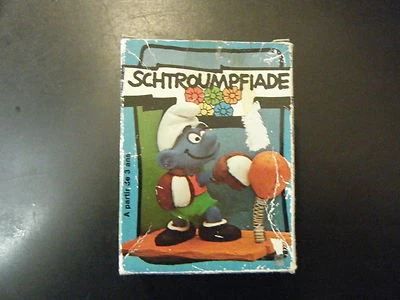 SCHTROUMPFIADE
A partir de 3 ans